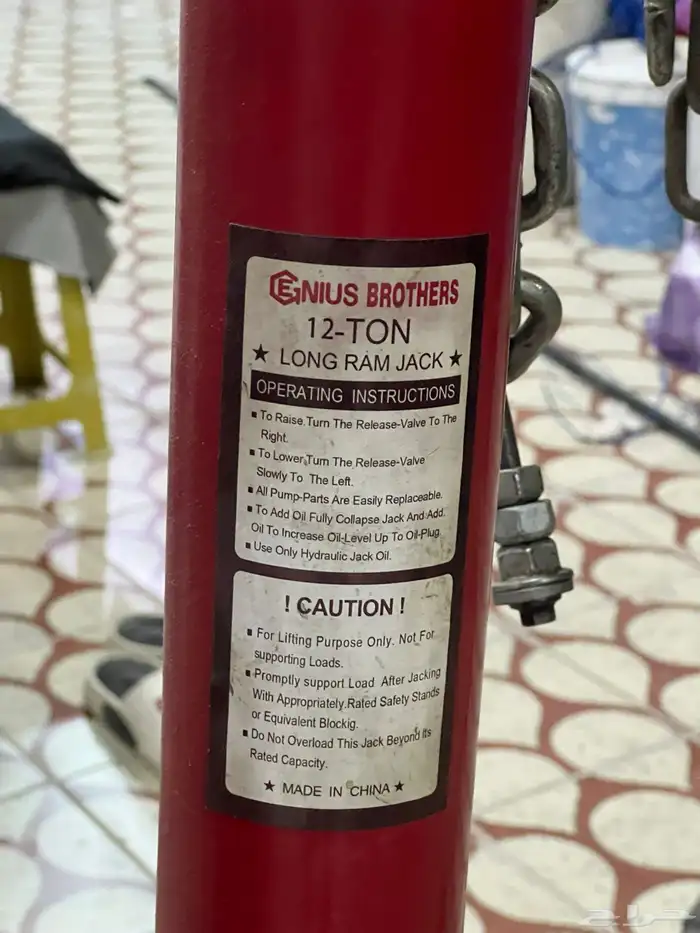 GENIUS BROTHERS
12-TON
★ LONG RAM JACK ★
OPERATING INSTRUCTIONS
▪ To Raise,Turn The Release-Valve To The
Right.
▪ To Lower,Turn The Release-Valve
Slowly To The Left.
▪ All Pump-Parts Are Easily Replaceable.
▪ To Add Oil Fully Collapse Jack And Add.
Oil To Increase Oil-Level Up To Oil-Plug
▪ Use Only Hydraulic Jack Oil.
! CAUTION !
▪ For Lifting Purpose Only. Not For
supporting Loads.
▪ Promptly support Load After Jacking
With Appropriately.Rated Safety Stands
or Equivalent Blockig.
▪ Do Not Overload This Jack Beyond Its
Rated Capacity.
★ MADE IN CHINA ★
حراج